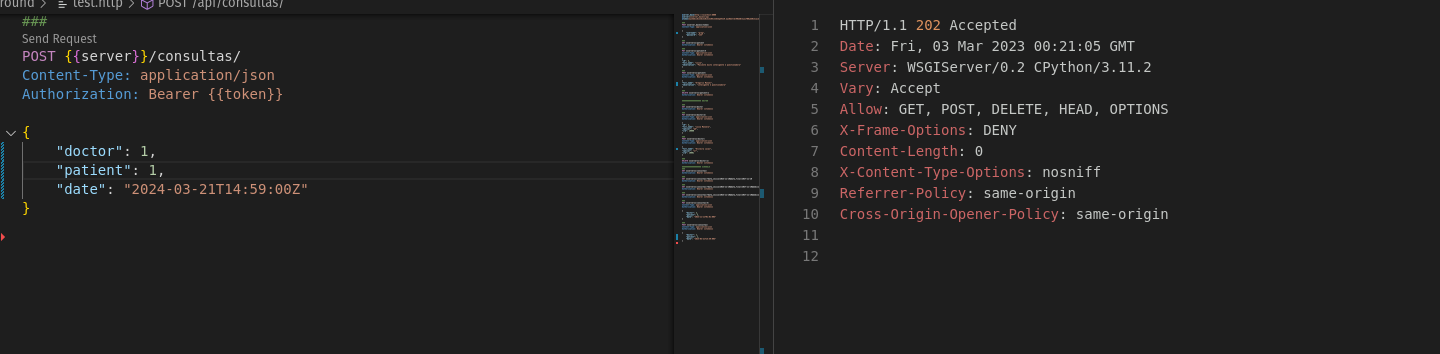 round > test.http > POST /api/consultas/
###
Send Request
POST {{server}}/consultas/
Content-Type: application/json
Authorization: Bearer {{token}}
{
"doctor": 1,
"patient": 1,
"date": "2024-03-21T14:59:00Z"
}
1 HTTP/1.1 202 Accepted
2 Date: Fri, 03 Mar 2023 00:21:05 GMT
3 Server: WSGIServer/0.2 CPython/3.11.2
4 Vary: Accept
5 Allow: GET, POST, DELETE, HEAD, OPTIONS
6 X-Frame-Options: DENY
7 Content-Length: 0
8 X-Content-Type-Options: nosniff
9 Referrer-Policy: same-origin
10 Cross-Origin-Opener-Policy: same-origin
11
12